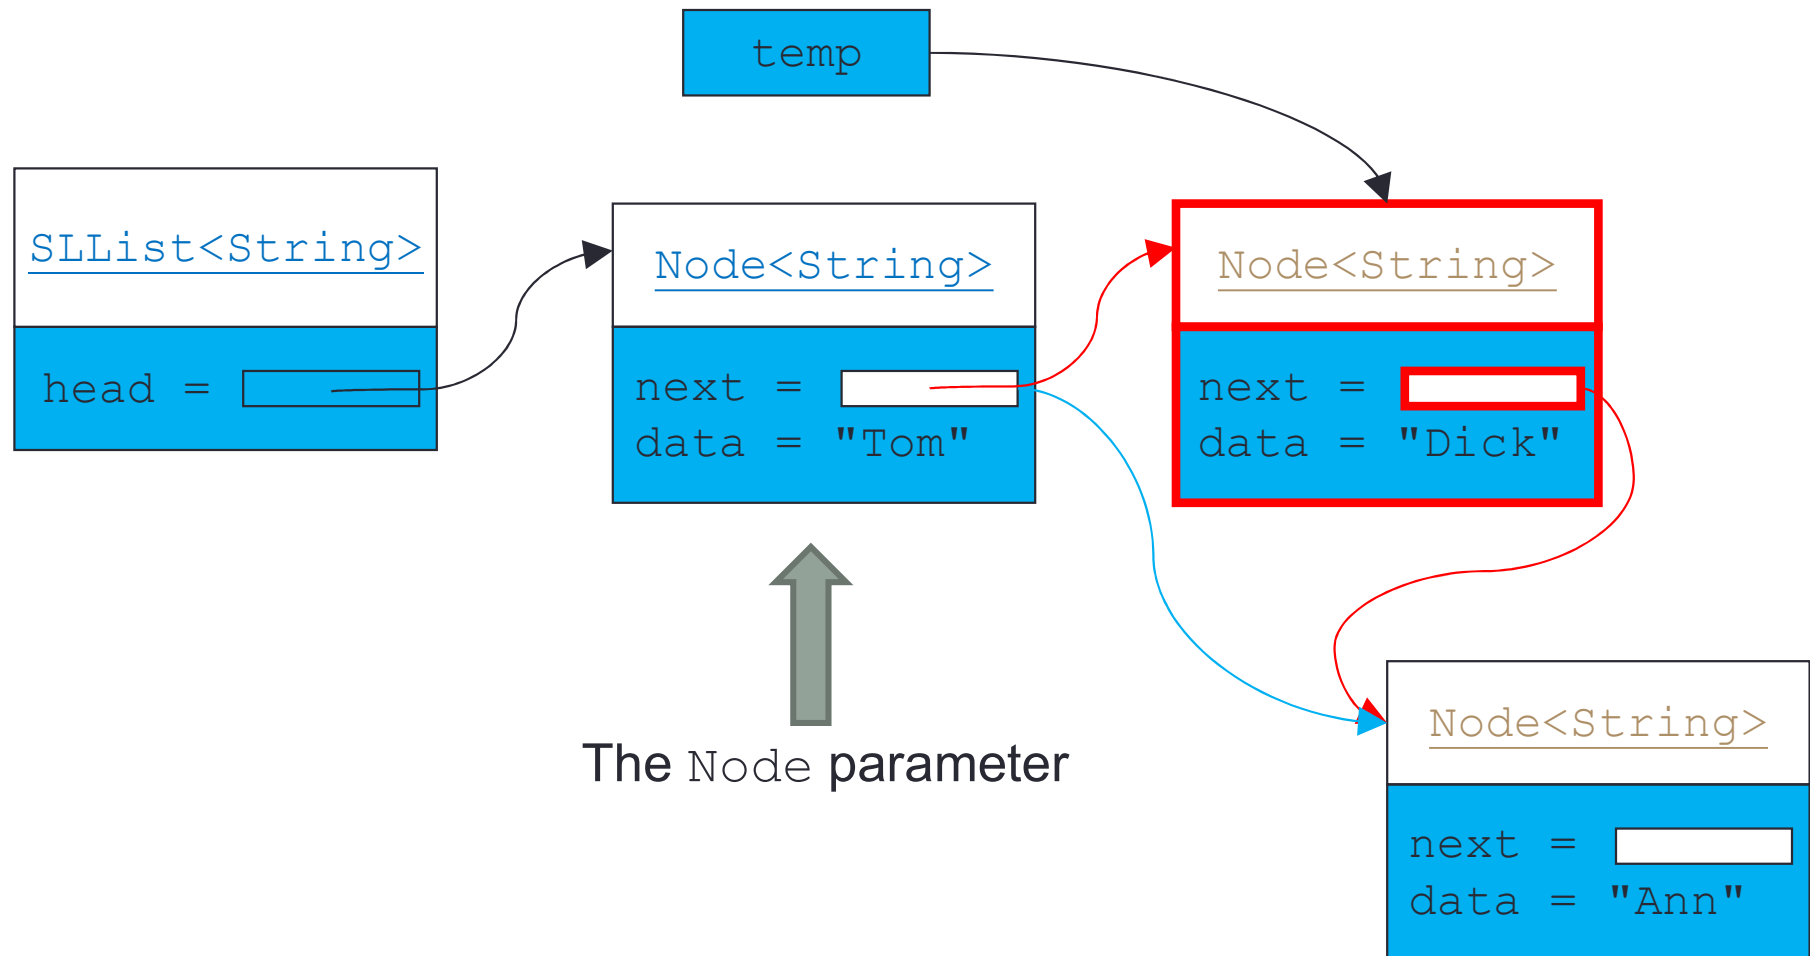 temp
SLList<String>
head =
Node<String>
next =
data = "Tom"
Node<String>
next =
data = "Dick"
The Node parameter
Node<String>
next =
data = "Ann"